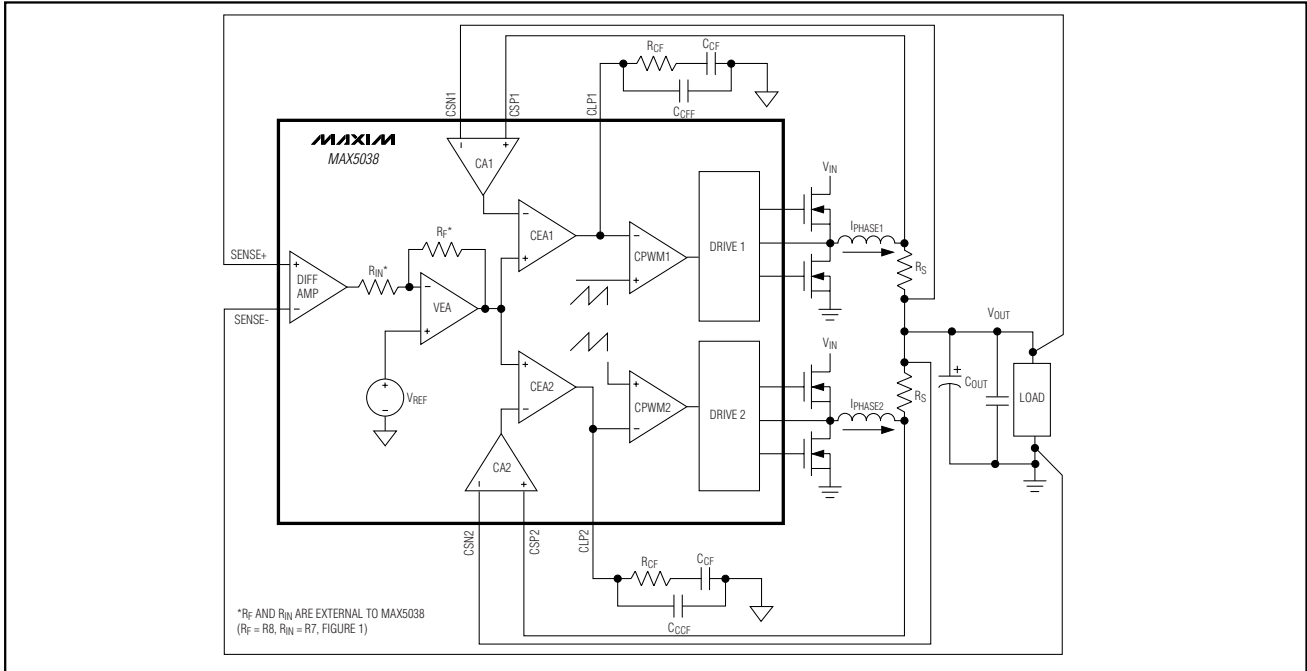 RCF
CCF
CCFF
CSN1
CSP1
CLP1
MAXIM
MAX5038
CA1
VIN
SENSE+
SENSE-
DIFF
AMP
RIN*
RF*
VEA
CEA1
CPWM1
DRIVE 1
IPHASE1
RS
VREF
CEA2
CPWM2
DRIVE 2
VIN
IPHASE2
RS
VOUT
COUT
LOAD
CA2
CSN2
CSP2
CLP2
RCF
CCF
CCCF
*RF AND RIN ARE EXTERNAL TO MAX5038
(RF = R8, RIN = R7, FIGURE 1)